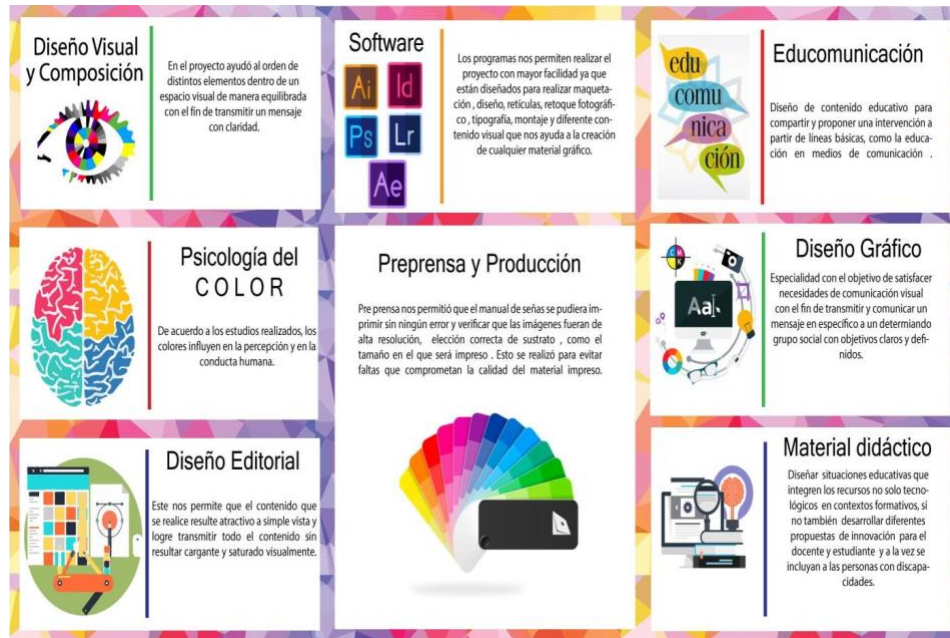 Diseño Visual
y Composición
En el proyecto ayudó al orden de
distintos elementos dentro de un
espacio visual de manera equilibrada
con el fin de transmitir un mensaje
con claridad.
Software
Ai Id
Ps Lr
Ae
Los programas nos permiten realizar el
proyecto con mayor facilidad ya que
están diseñados para realizar maqueta-
ción , diseño, retículas, retoque fotográfi-
co , tipografía, montaje y diferente con-
tenido visual que nos ayuda a la creación
de cualquier material gráfico.
edu
comu
nica
ción
Educomunicación
Diseño de contenido educativo para
compartir y proponer una intervención a
partir de líneas básicas, como la educa-
ción en medios de comunicación .
Psicología del
COLOR
De acuerdo a los estudios realizados, los
colores influyen en la percepción y en la
conducta humana.
Preprensa y Producción
Pre prensa nos permitió que el manual de señas se pudiera im-
primir sin ningún error y verificar que las imágenes fueran de
alta resolución, elección correcta de sustrato , como el
tamaño en el que será impreso . Esto se realizó para evitar
faltas que comprometan la calidad del material impreso.
Aa
Diseño Gráfico
Especialidad con el objetivo de satisfacer
necesidades de comunicación visual
con el fin de transmitir y comunicar un
mensaje en específico a un determiando
grupo social con objetivos claros y defi-
nidos.
Diseño Editorial
Este nos permite que el contenido que
se realice resulte atractivo a simple vista y
logre transmitir todo el contenido sin
resultar cargante y saturado visualmente.
Material didáctico
Diseñar situaciones educativas que
integren los recursos no solo tecno-
lógicos en contextos formativos, si
no también desarrollar diferentes
propuestas de innovación para el
docente y estudiante y a la vez se
incluyan a las personas con discapa-
cidades.